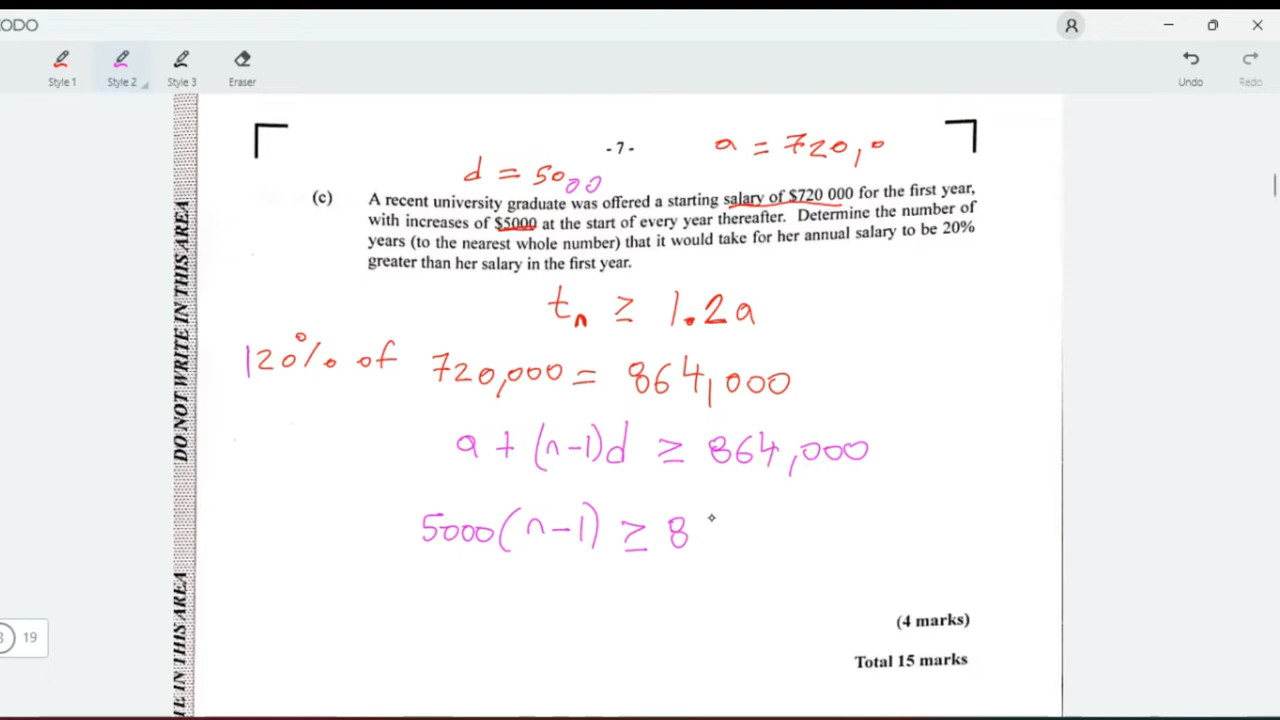 ODO
Style 1
Style 2
Style 3
Eraser
Undo
Redo
- 7 -
a = 720,0
d = 5000
(c) A recent university graduate was offered a starting salary of $720 000 for the first year,
with increases of $5000 at the start of every year thereafter. Determine the number of
years (to the nearest whole number) that it would take for her annual salary to be 20%
greater than her salary in the first year.
tn ≥ 1.2a
120% of 720,000 = 864,000
a + (n-1)d ≥ 864,000
5000(n-1) ≥ 8
(4 marks)
Total 15 marks
19
DO NOT WRITE IN THIS AREA
TE IN THIS AREA